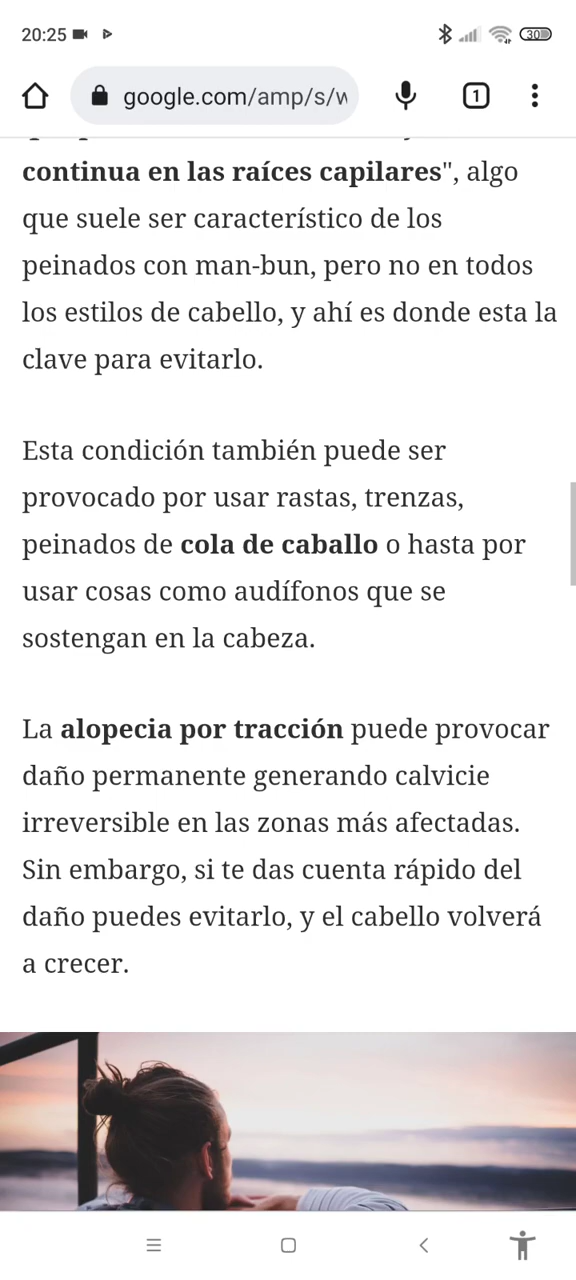 20:25
30
google.com/amp/s/w
1
continua en las raíces capilares", algo
que suele ser característico de los
peinados con man-bun, pero no en todos
los estilos de cabello, y ahí es donde esta la
clave para evitarlo.
Esta condición también puede ser
provocado por usar rastas, trenzas,
peinados de cola de caballo o hasta por
usar cosas como audífonos que se
sostengan en la cabeza.
La alopecia por tracción puede provocar
daño permanente generando calvicie
irreversible en las zonas más afectadas.
Sin embargo, si te das cuenta rápido del
daño puedes evitarlo, y el cabello volverá
a crecer.